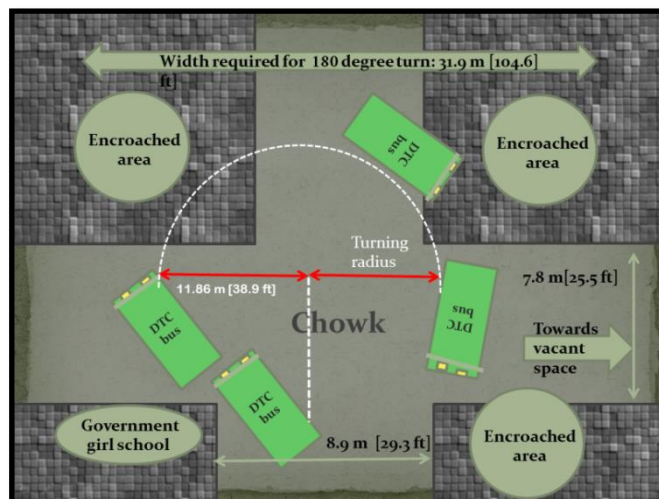 Width required for 180 degree turn: 31.9 m [104.6]
ft]
Encroached
area
Encroached
area
DTC
bus
Turning
radius
11.86 m [38.9 ft]
7.8 m[25.5 ft]
DTC
bus
DTC
bus
Chowk
Towards
vacant
space
DTC
bus
Government
girl school
8.9 m [29.3 ft]
Encroached
area